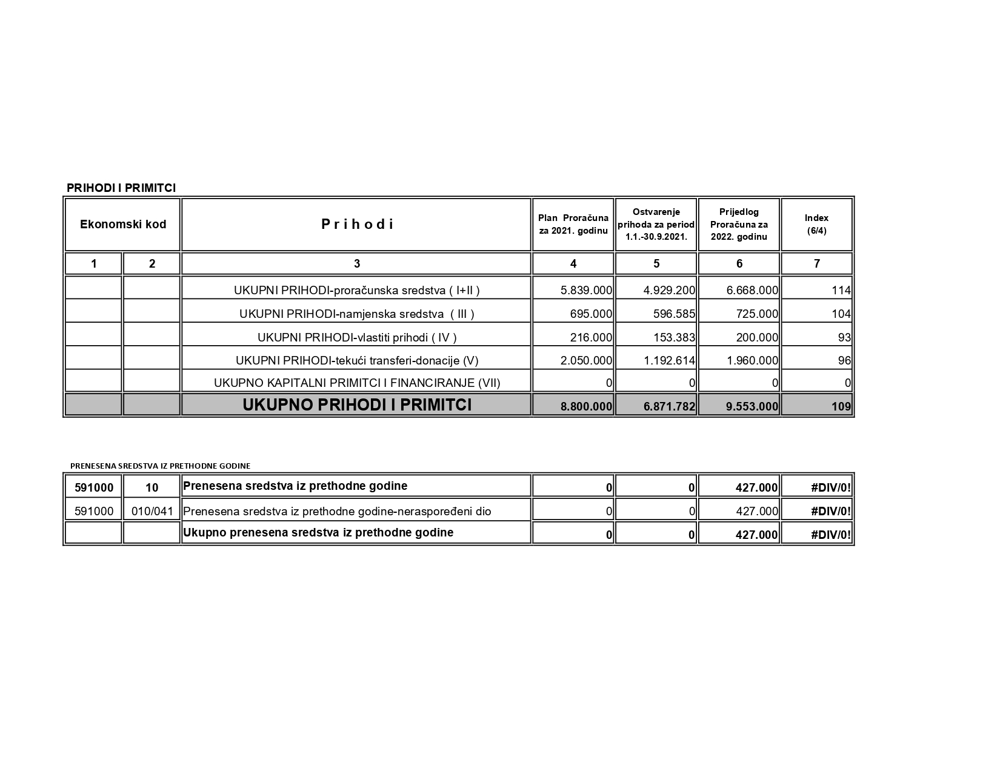 PRIHODI I PRIMITCI
Ekonomski kod P r i h o d i Plan Proračuna za 2021. godinu Ostvarenje prihoda za period 1.1.-30.9.2021. Prijedlog Proračuna za 2022. godinu Index (6/4)
1 2 3 4 5 6 7
UKUPNI PRIHODI-proračunska sredstva ( I+II ) 5.839.000 4.929.200 6.668.000 114
UKUPNI PRIHODI-namjenska sredstva ( III ) 695.000 596.585 725.000 104
UKUPNI PRIHODI-vlastiti prihodi ( IV ) 216.000 153.383 200.000 93
UKUPNI PRIHODI-tekući transferi-donacije (V) 2.050.000 1.192.614 1.960.000 96
UKUPNO KAPITALNI PRIMITCI I FINANCIRANJE (VII) 0 0 0 0
UKUPNO PRIHODI I PRIMITCI 8.800.000 6.871.782 9.553.000 109
PRENESENA SREDSTVA IZ PRETHODNE GODINE
591000 10 Prenesena sredstva iz prethodne godine 0 0 427.000 #DIV/0!
591000 010/041 Prenesena sredstva iz prethodne godine-neraspoređeni dio 0 0 427.000 #DIV/0!
Ukupno prenesena sredstva iz prethodne godine 0 0 427.000 #DIV/0!